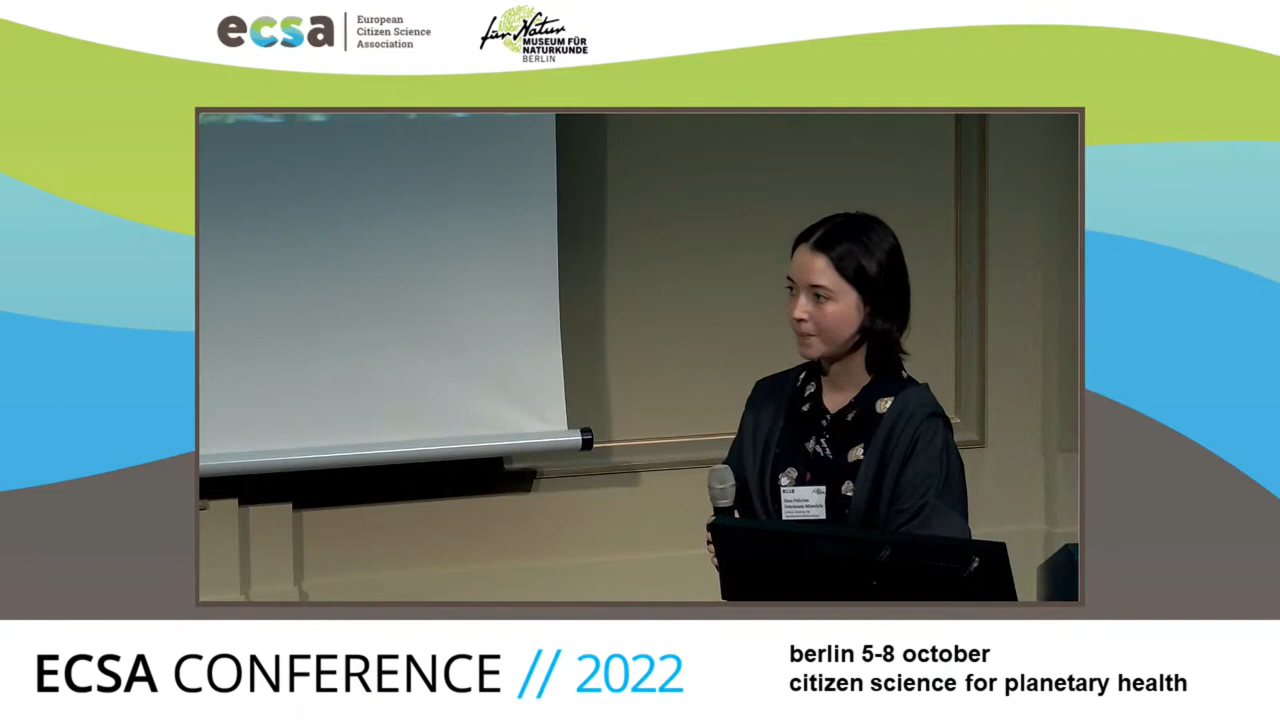 ecsa
European
Citizen Science
Association
für Natur
MUSEUM FÜR
NATURKUNDE
BERLIN
ecsa
ECSA CONFERENCE // 2022
berlin 5-8 october
citizen science for planetary health